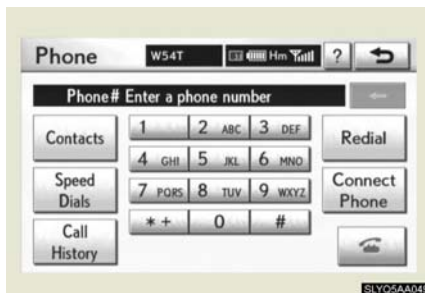 Phone W54T Hm ?
Phone# Enter a phone number
Contacts 1 2 ABC 3 DEF Redial
4 GHI 5 JKL 6 MNO
Speed Dials 7 PQRS 8 TUV 9 WXYZ Connect Phone
* + 0 #
Call History
SLYO5AA049